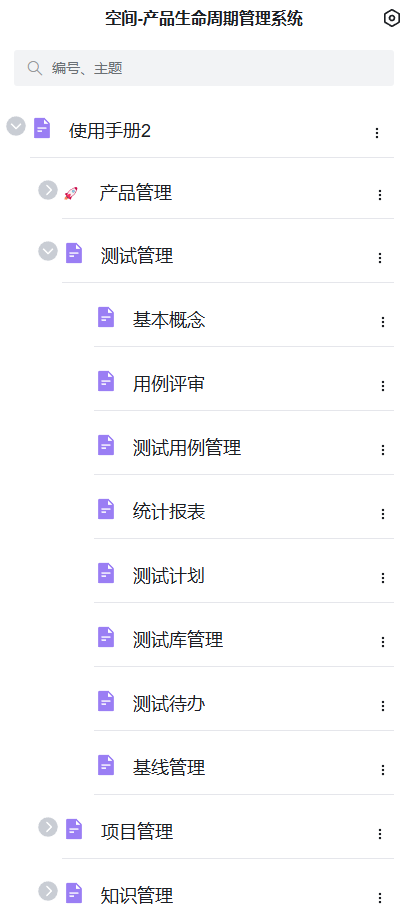 空间-产品生命周期管理系统
编号、主题
使用手册2
产品管理
测试管理
基本概念
用例评审
测试用例管理
统计报表
测试计划
测试库管理
测试待办
基线管理
项目管理
知识管理